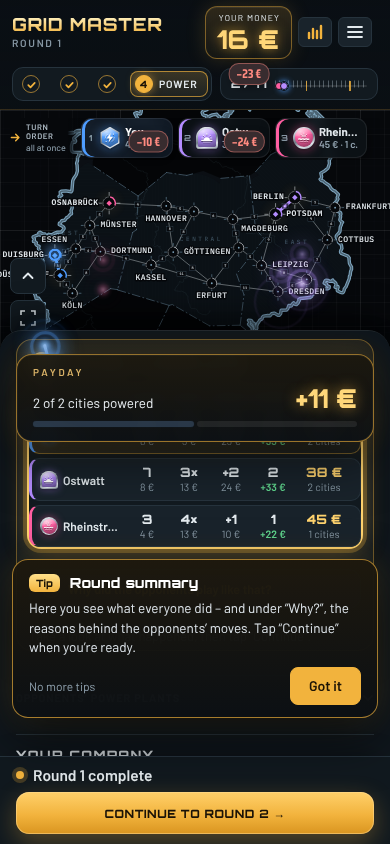 GRID MASTER
ROUND 1
YOUR MONEY
16 €
4 POWER
−23 €
→ TURN ORDER
all at once
1
−10 €
2
−24 €
3 Rhein...
45 € · 1 c.
OSNABRÜCK
MÜNSTER
HANNOVER
BERLIN
POTSDAM
FRANKFURT
MAGDEBURG
COTTBUS
ESSEN
DUISBURG
DORTMUND
GÖTTINGEN
LEIPZIG
KASSEL
ERFURT
DRESDEN
KÖLN
PAYDAY
2 of 2 cities powered
+11 €
Ostwatt 7 3x +2 2 38 €
8 € 13 € 24 € +33 € 2 cities
Rheinstr... 3 4x +1 1 45 €
4 € 13 € 10 € +22 € 1 cities
Tip Round summary
Here you see what everyone did – and under “Why?”, the
reasons behind the opponents’ moves. Tap “Continue”
when you’re ready.
No more tips
Got it
YOUR COMPANY
Round 1 complete
CONTINUE TO ROUND 2 →